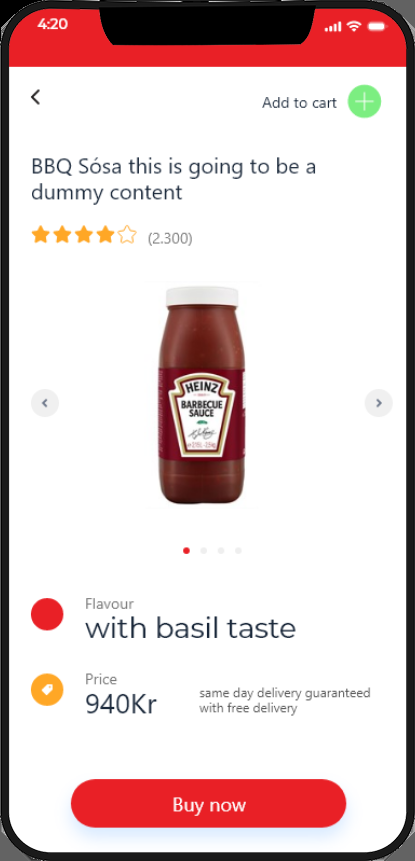 4:20
Add to cart
BBQ Sósa this is going to be a
dummy content
(2.300)
HEINZ
BARBECUE
SAUCE
Flavour
with basil taste
Price
940Kr
same day delivery guaranteed
with free delivery
Buy now